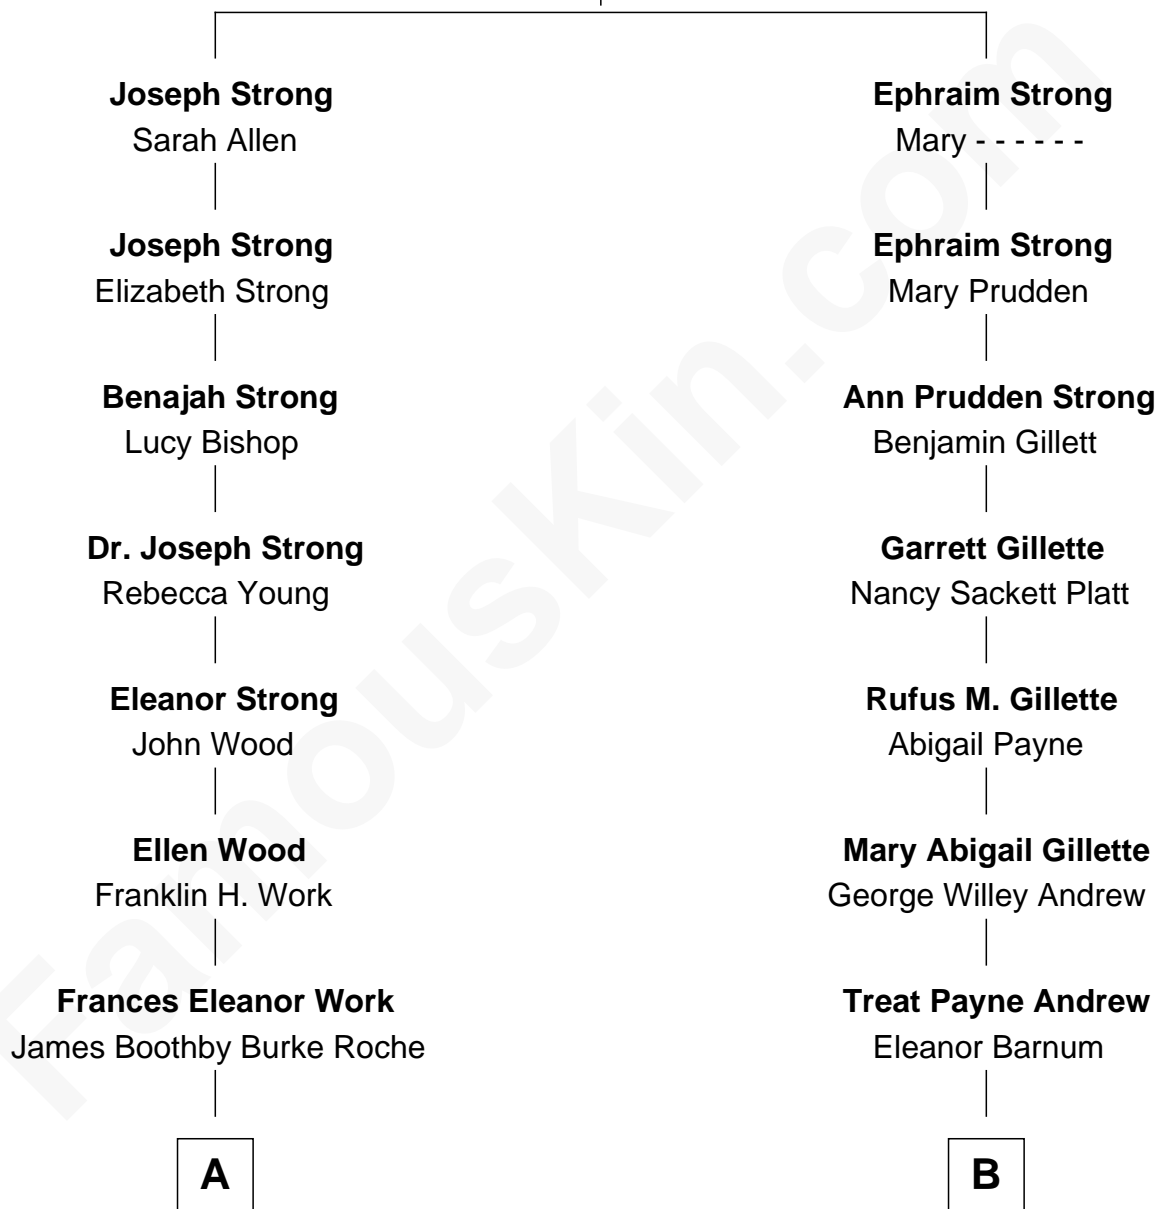 Joseph Strong
Sarah Allen
Joseph Strong
Elizabeth Strong
Benajah Strong
Lucy Bishop
Dr. Joseph Strong
Rebecca Young
Eleanor Strong
John Wood
Ellen Wood
Franklin H. Work
Frances Eleanor Work
James Boothby Burke Roche
A
Ephraim Strong
Mary - - - - - -
Ephraim Strong
Mary Prudden
Ann Prudden Strong
Benjamin Gillett
Garrett Gillette
Nancy Sackett Platt
Rufus M. Gillette
Abigail Payne
Mary Abigail Gillette
George Willey Andrew
Treat Payne Andrew
Eleanor Barnum
B
FamousKin.com